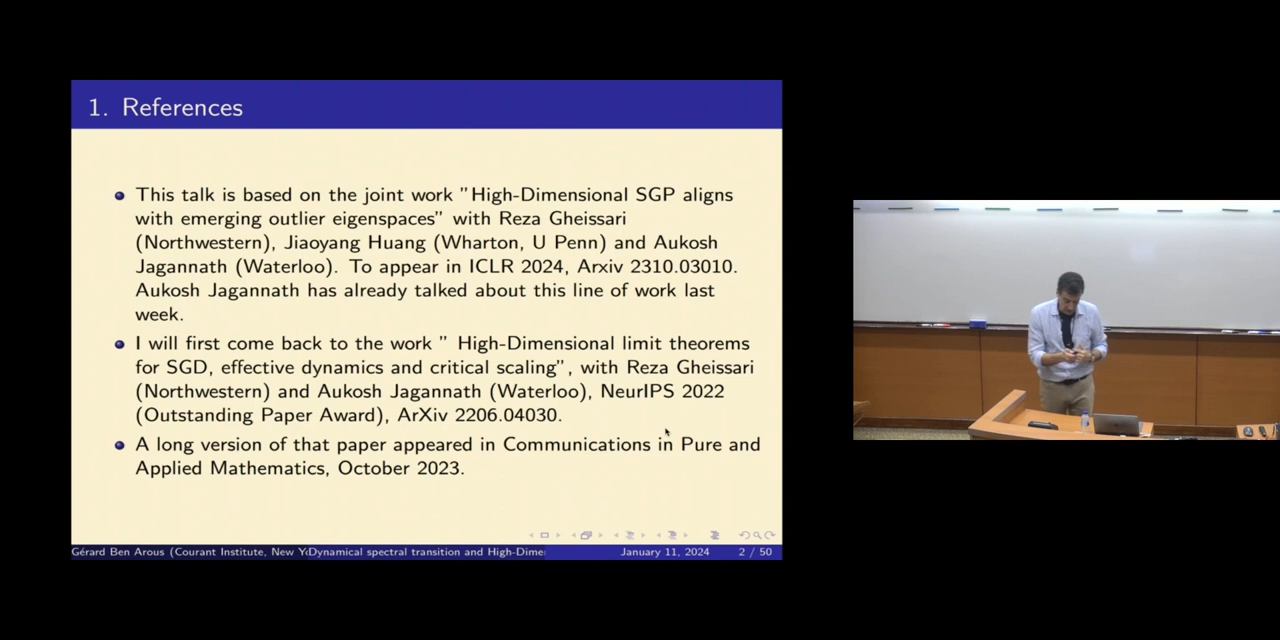 1. References
This talk is based on the joint work "High-Dimensional SGP aligns
with emerging outlier eigenspaces" with Reza Gheissari
(Northwestern), Jiaoyang Huang (Wharton, U Penn) and Aukosh
Jagannath (Waterloo). To appear in ICLR 2024, Arxiv 2310.03010.
Aukosh Jagannath has already talked about this line of work last
week.
I will first come back to the work " High-Dimensional limit theorems
for SGD, effective dynamics and critical scaling", with Reza Gheissari
(Northwestern) and Aukosh Jagannath (Waterloo), NeurIPS 2022
(Outstanding Paper Award), ArXiv 2206.04030.
A long version of that paper appeared in Communications in Pure and
Applied Mathematics, October 2023.
Gérard Ben Arous (Courant Institute, New Yo Dynamical spectral transition and High-Dimen January 11, 2024 2 / 50